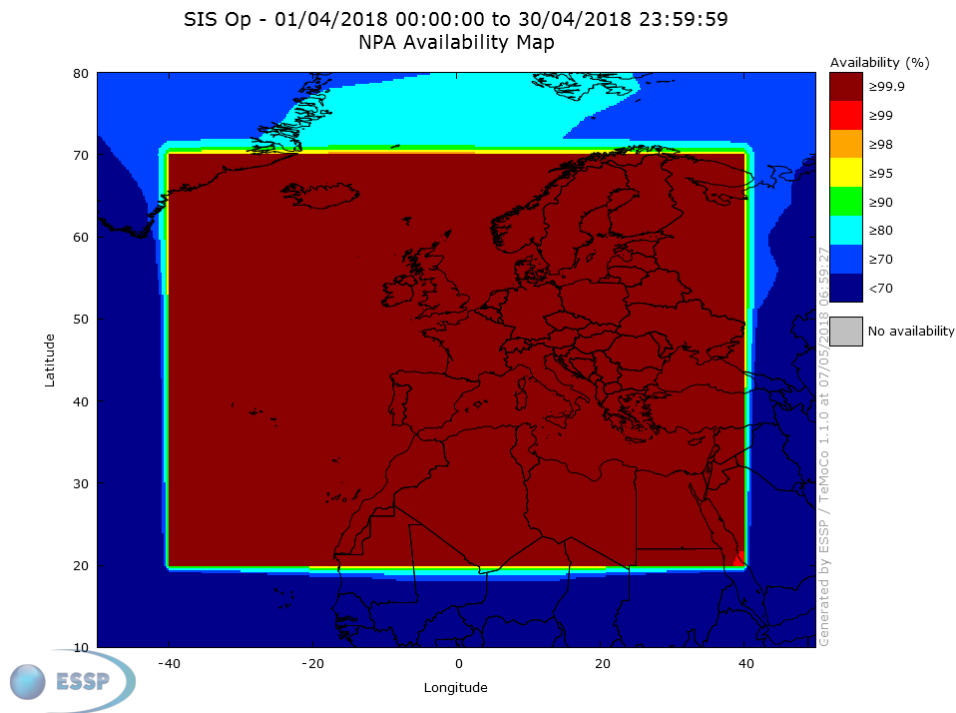 SIS Op - 01/04/2018 00:00:00 to 30/04/2018 23:59:59
NPA Availability Map
Availability (%)
≥99.9
≥99
≥98
≥95
≥90
≥80
≥70
<70
No availability
80
70
60
50
40
30
20
10
Latitude
-40
-20
0
20
40
Longitude
Generated by ESSP / TeMoCo 1.1.0 at 07/05/2018 06:59:27
ESSP